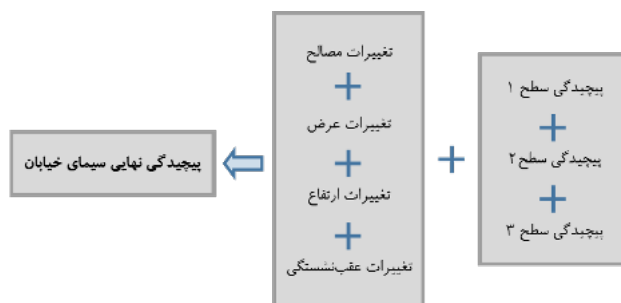 پیچیدگی سطح ۱
+
پیچیدگی سطح ۲
+
پیچیدگی سطح ۳
+
تغییرات مصالح
+
تغییرات عرض
+
تغییرات ارتفاع
+
تغییرات عقب‌نشستگی
پیچیدگی نهایی سیمای خیابان